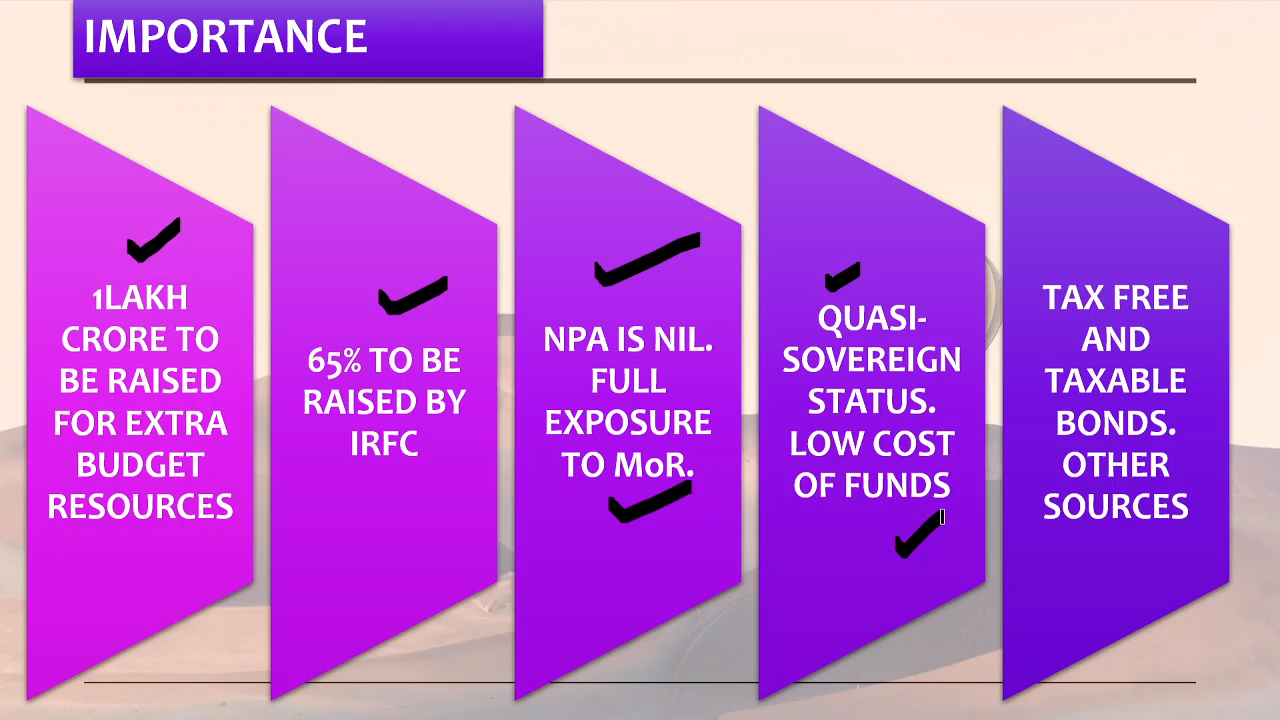 IMPORTANCE
1LAKH
CRORE TO
BE RAISED
FOR EXTRA
BUDGET
RESOURCES
65% TO BE
RAISED BY
IRFC
NPA IS NIL.
FULL
EXPOSURE
TO MoR.
QUASI-
SOVEREIGN
STATUS.
LOW COST
OF FUNDS
TAX FREE
AND
TAXABLE
BONDS.
OTHER
SOURCES